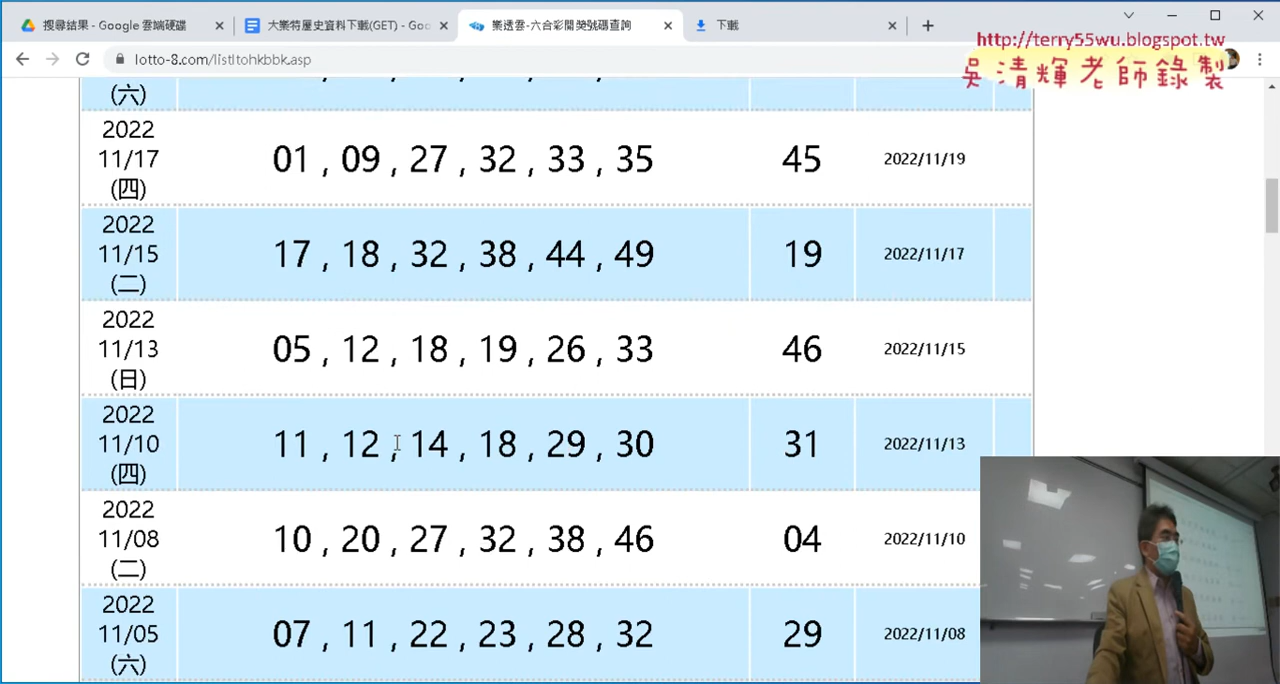 搜尋結果 - Google 雲端硬碟
大樂特歷史資料下載(GET) - Goo
樂透雲-六合彩開獎號碼查詢
下載
lotto-8.com/listltohkbbk.asp
http://terry55wu.blogspot.tw
吳清輝老師錄製
(六)
2022
11/17
(四)
01 , 09 , 27 , 32 , 33 , 35
45
2022/11/19
2022
11/15
(二)
17 , 18 , 32 , 38 , 44 , 49
19
2022/11/17
2022
11/13
(日)
05 , 12 , 18 , 19 , 26 , 33
46
2022/11/15
2022
11/10
(四)
11 , 12 , 14 , 18 , 29 , 30
31
2022/11/13
2022
11/08
(二)
10 , 20 , 27 , 32 , 38 , 46
04
2022/11/10
2022
11/05
(六)
07 , 11 , 22 , 23 , 28 , 32
29
2022/11/08